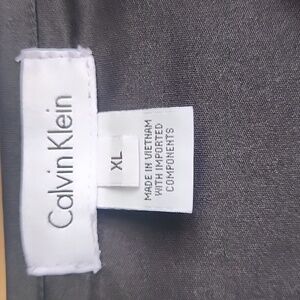 Calvin Klein
XL
MADE IN VIETNAM
WITH IMPORTED
COMPONENTS